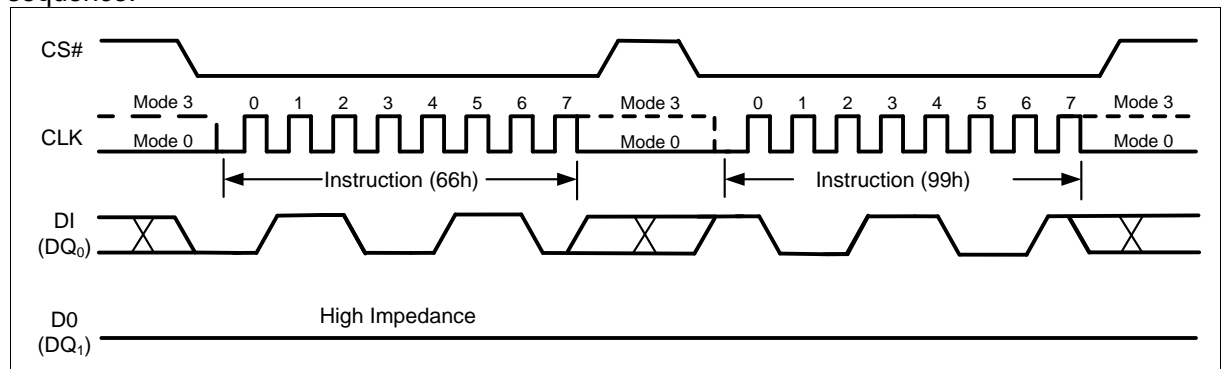 sequence.
CS#
Mode 3 0 1 2 3 4 5 6 7 Mode 3 0 1 2 3 4 5 6 7 Mode 3
CLK
Mode 0 Mode 0 Mode 0
Instruction (66h) Instruction (99h)
DI
(DQ₀)
High Impedance
D0
(DQ₁)